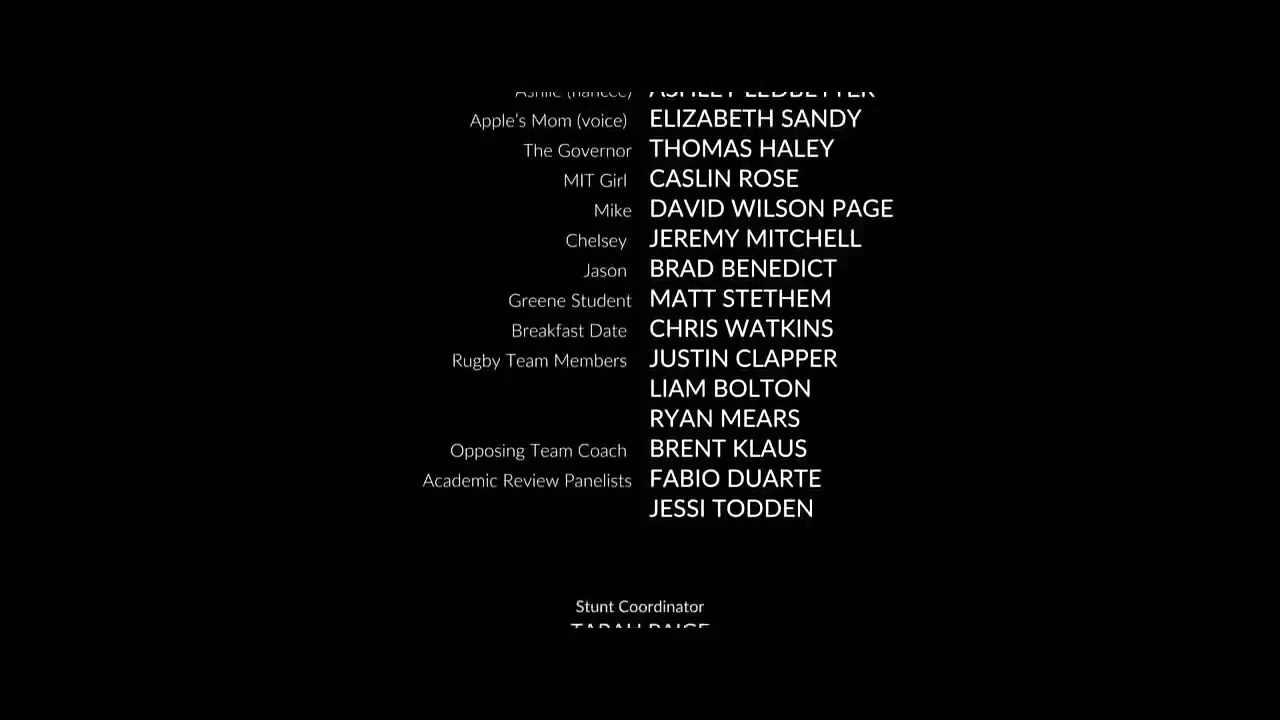 Apple's Mom (voice) ELIZABETH SANDY
The Governor THOMAS HALEY
MIT Girl CASLIN ROSE
Mike DAVID WILSON PAGE
Chelsey JEREMY MITCHELL
Jason BRAD BENEDICT
Greene Student MATT STETHEM
Breakfast Date CHRIS WATKINS
Rugby Team Members JUSTIN CLAPPER
LIAM BOLTON
RYAN MEARS
Opposing Team Coach BRENT KLAUS
Academic Review Panelists FABIO DUARTE
JESSI TODDEN
Stunt Coordinator